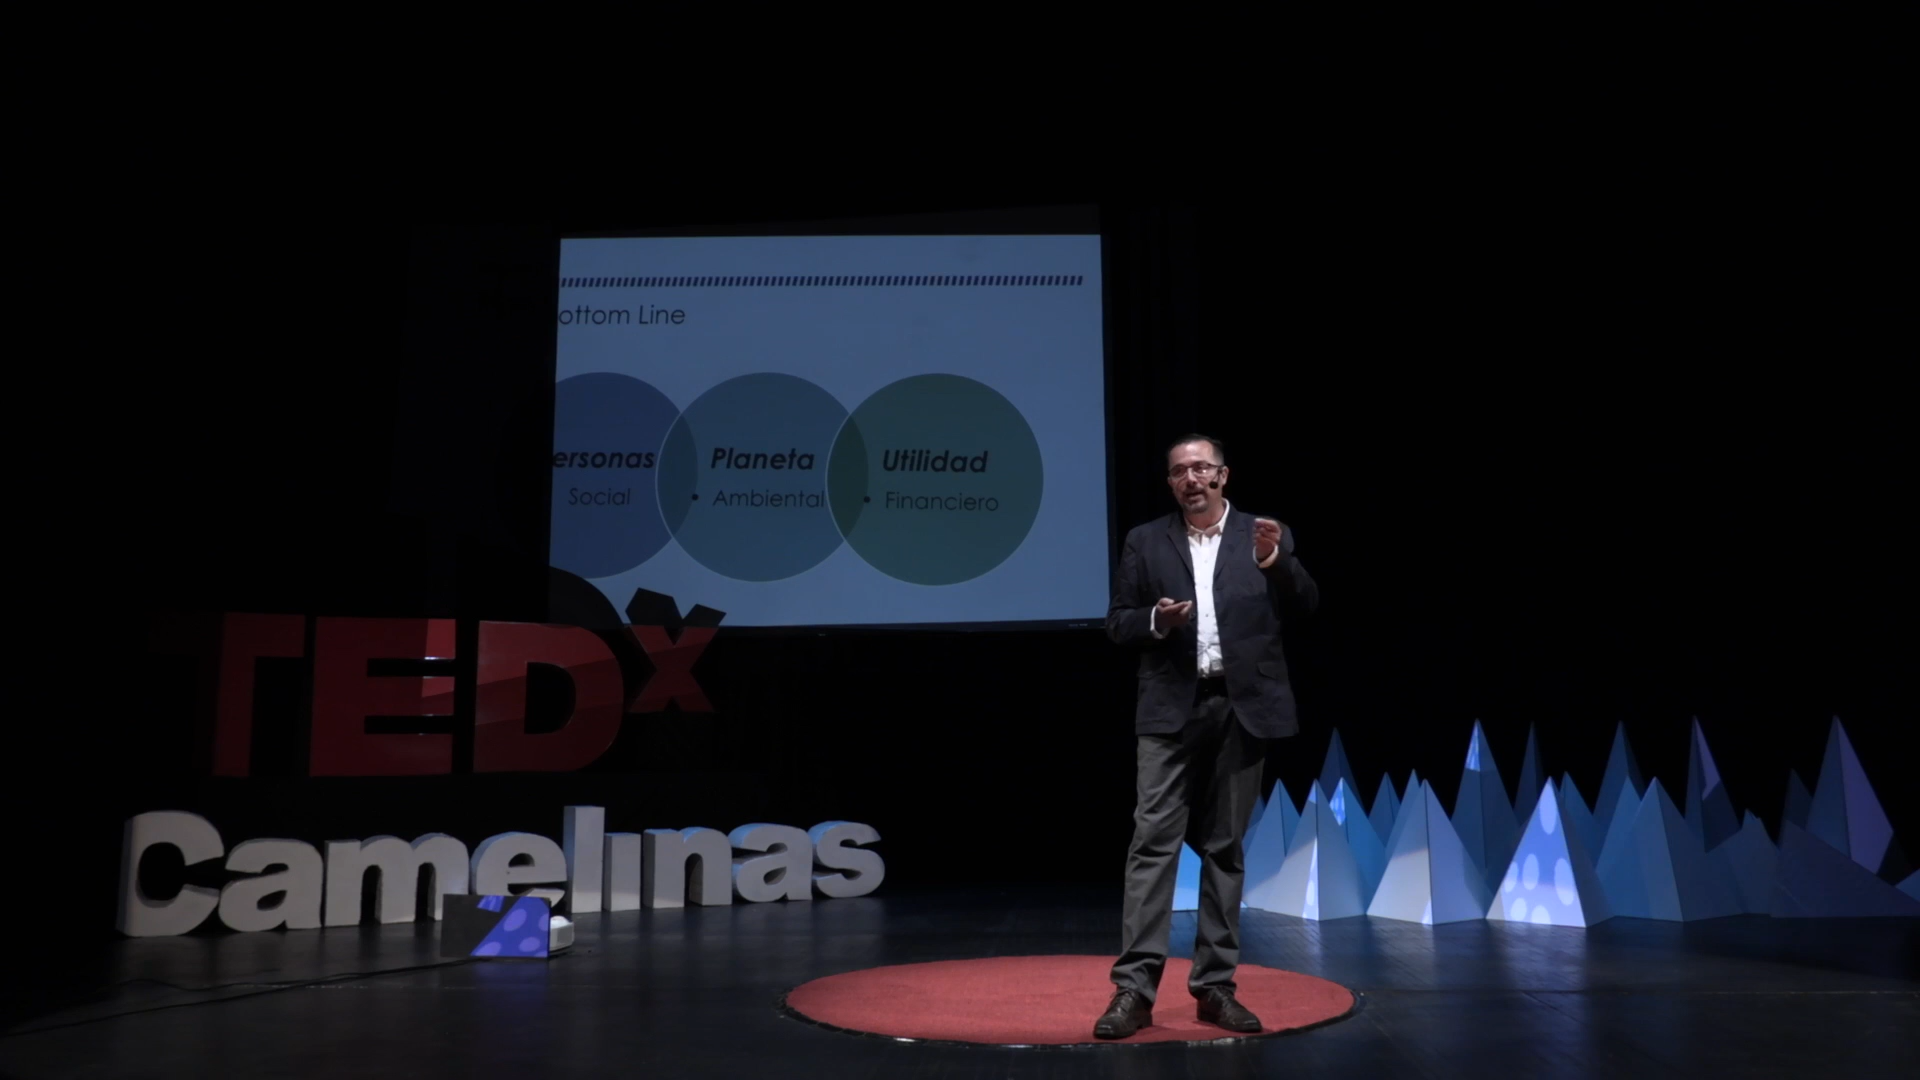 ottom Line
ersonas
Planeta
Utilidad
Social
• Ambiental
• Financiero
TEDx
Camelinas